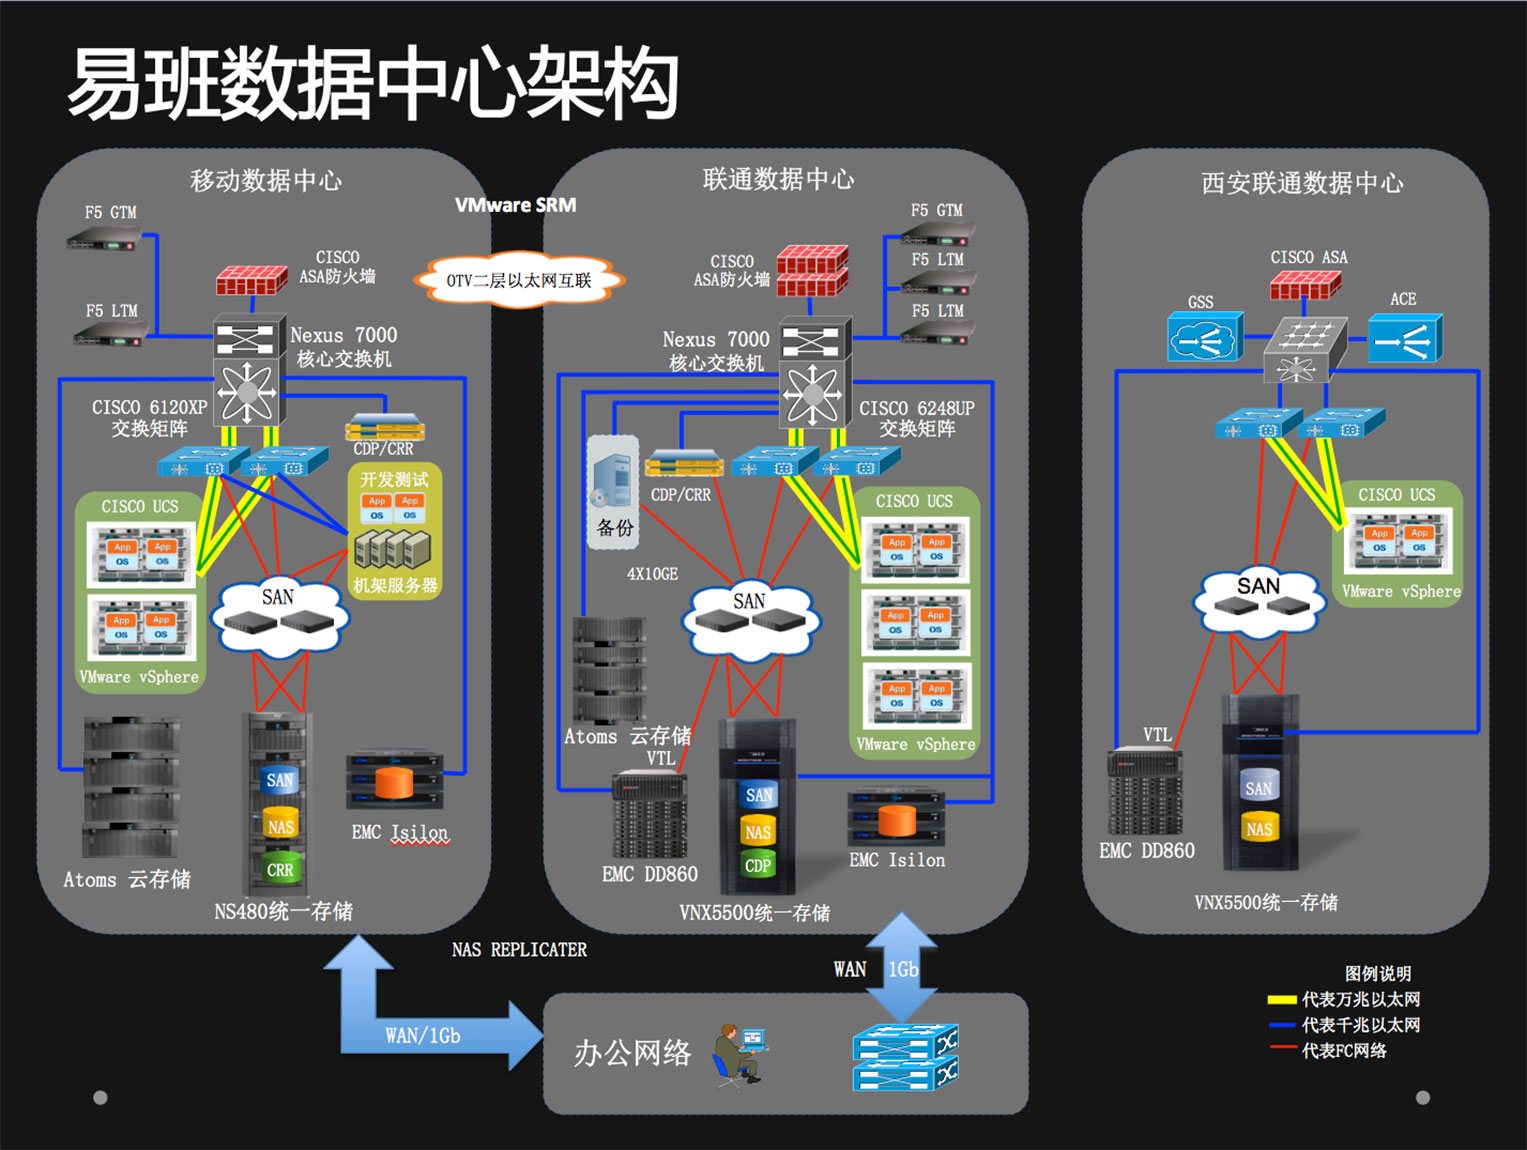 易班数据中心架构
移动数据中心
F5 GTM
CISCO
ASA防火墙
F5 LTM
Nexus 7000
核心交换机
CISCO 6120XP
交换矩阵
CDP/CRR
开发测试
App
App
OS
OS
机架服务器
CISCO UCS
App
App
OS
OS
App
App
OS
OS
VMware vSphere
SAN
Atoms 云存储
SAN
NAS
CRR
NS480统一存储
EMC Isilon
VMware SRM
OTV二层以太网互联
联通数据中心
F5 GTM
F5 LTM
F5 LTM
CISCO
ASA防火墙
Nexus 7000
核心交换机
CISCO 6248UP
交换矩阵
备份
CDP/CRR
4X10GE
CISCO UCS
App
App
OS
OS
App
App
OS
OS
App
App
OS
OS
VMware vSphere
SAN
Atoms 云存储
VTL
EMC DD860
SAN
NAS
CDP
VNX5500统一存储
EMC Isilon
西安联通数据中心
CISCO ASA
GSS
ACE
CISCO UCS
App
App
OS
OS
VMware vSphere
SAN
VTL
EMC DD860
SAN
NAS
VNX5500统一存储
NAS REPLICATER
WAN/1Gb
WAN 1Gb
办公网络
图例说明
代表万兆以太网
代表千兆以太网
代表FC网络